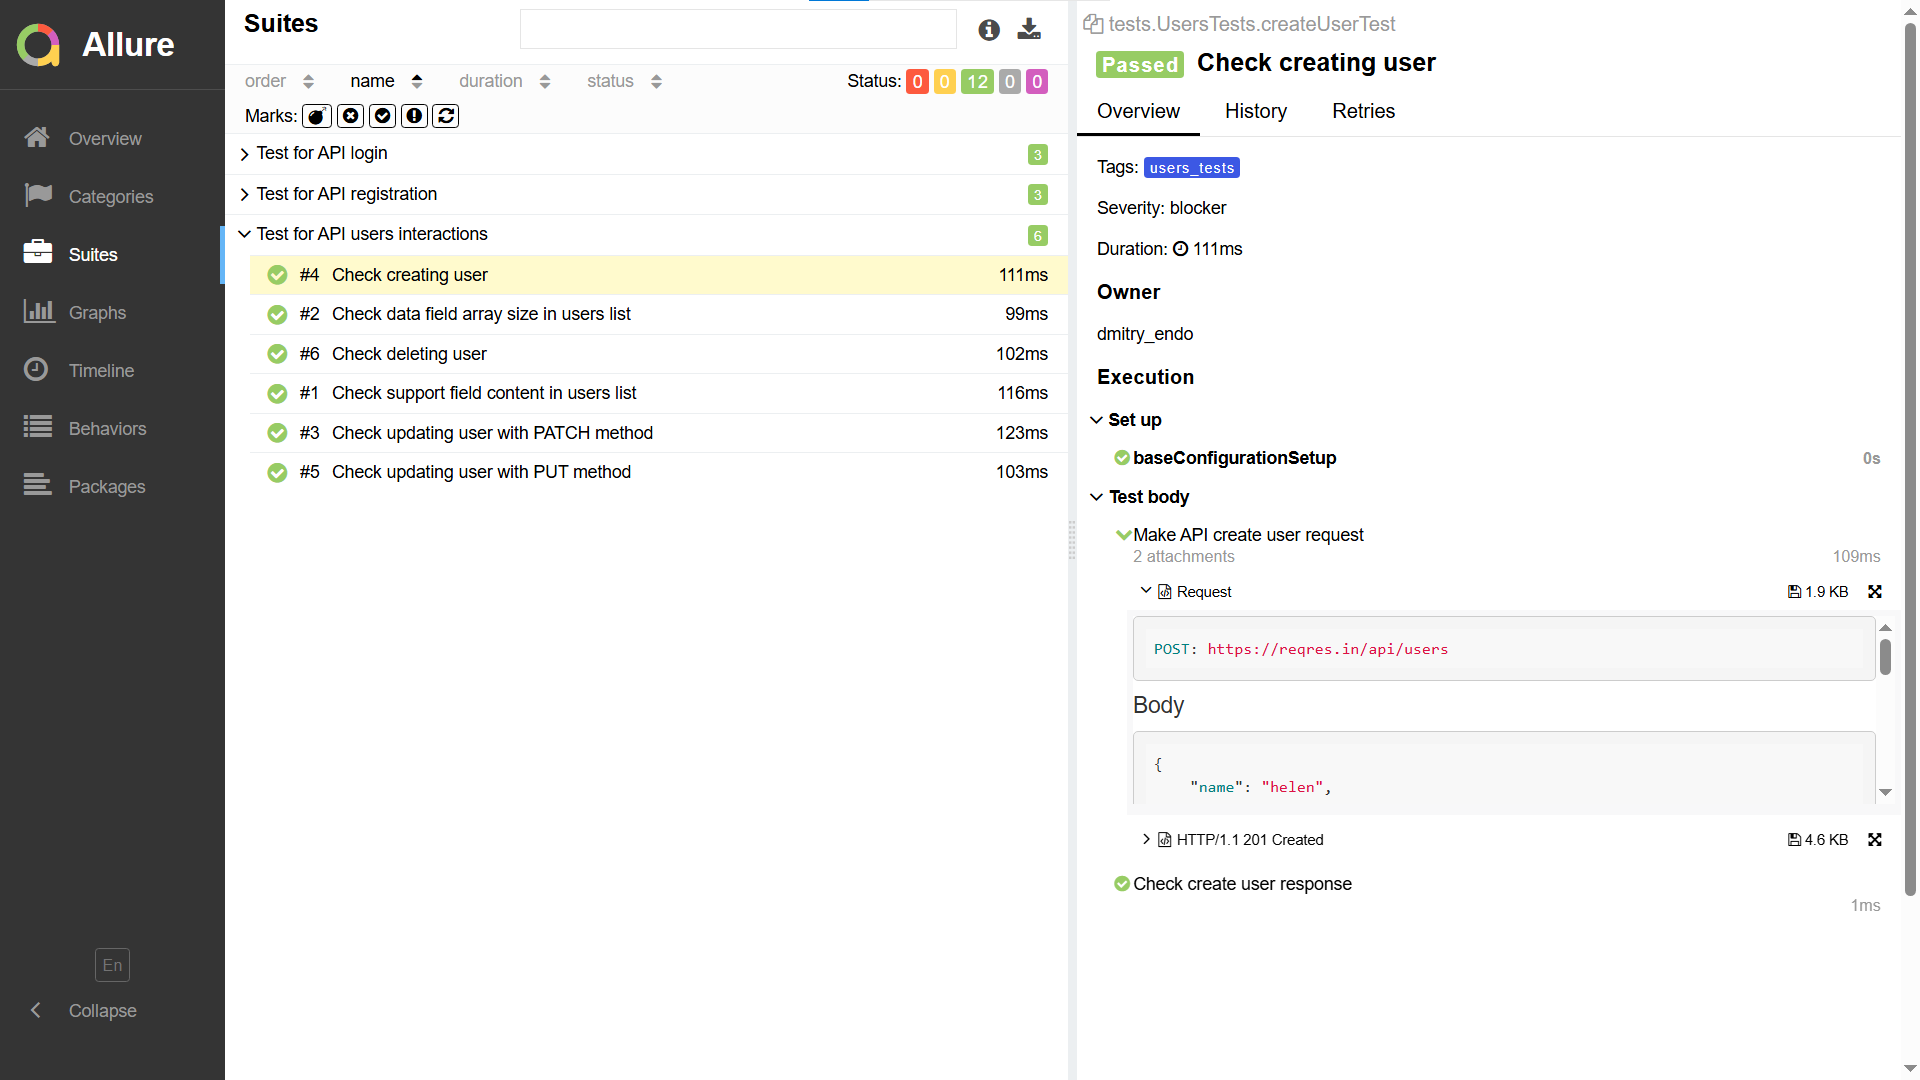 Allure
Overview
Categories
Suites
Graphs
Timeline
Behaviors
Packages
En
Collapse
Suites
order name duration status Status: 0 0 12 0 0
Marks:
Test for API login 3
Test for API registration 3
Test for API users interactions 6
#4 Check creating user 111ms
#2 Check data field array size in users list 99ms
#6 Check deleting user 102ms
#1 Check support field content in users list 116ms
#3 Check updating user with PATCH method 123ms
#5 Check updating user with PUT method 103ms
tests.UsersTests.createUserTest
Passed Check creating user
Overview History Retries
Tags: users_tests
Severity: blocker
Duration: 111ms
Owner
dmitry_endo
Execution
Set up
baseConfigurationSetup 0s
Test body
Make API create user request
2 attachments 109ms
Request 1.9 KB
POST: https://reqres.in/api/users
Body
{
"name": "helen",
HTTP/1.1 201 Created 4.6 KB
Check create user response
1ms